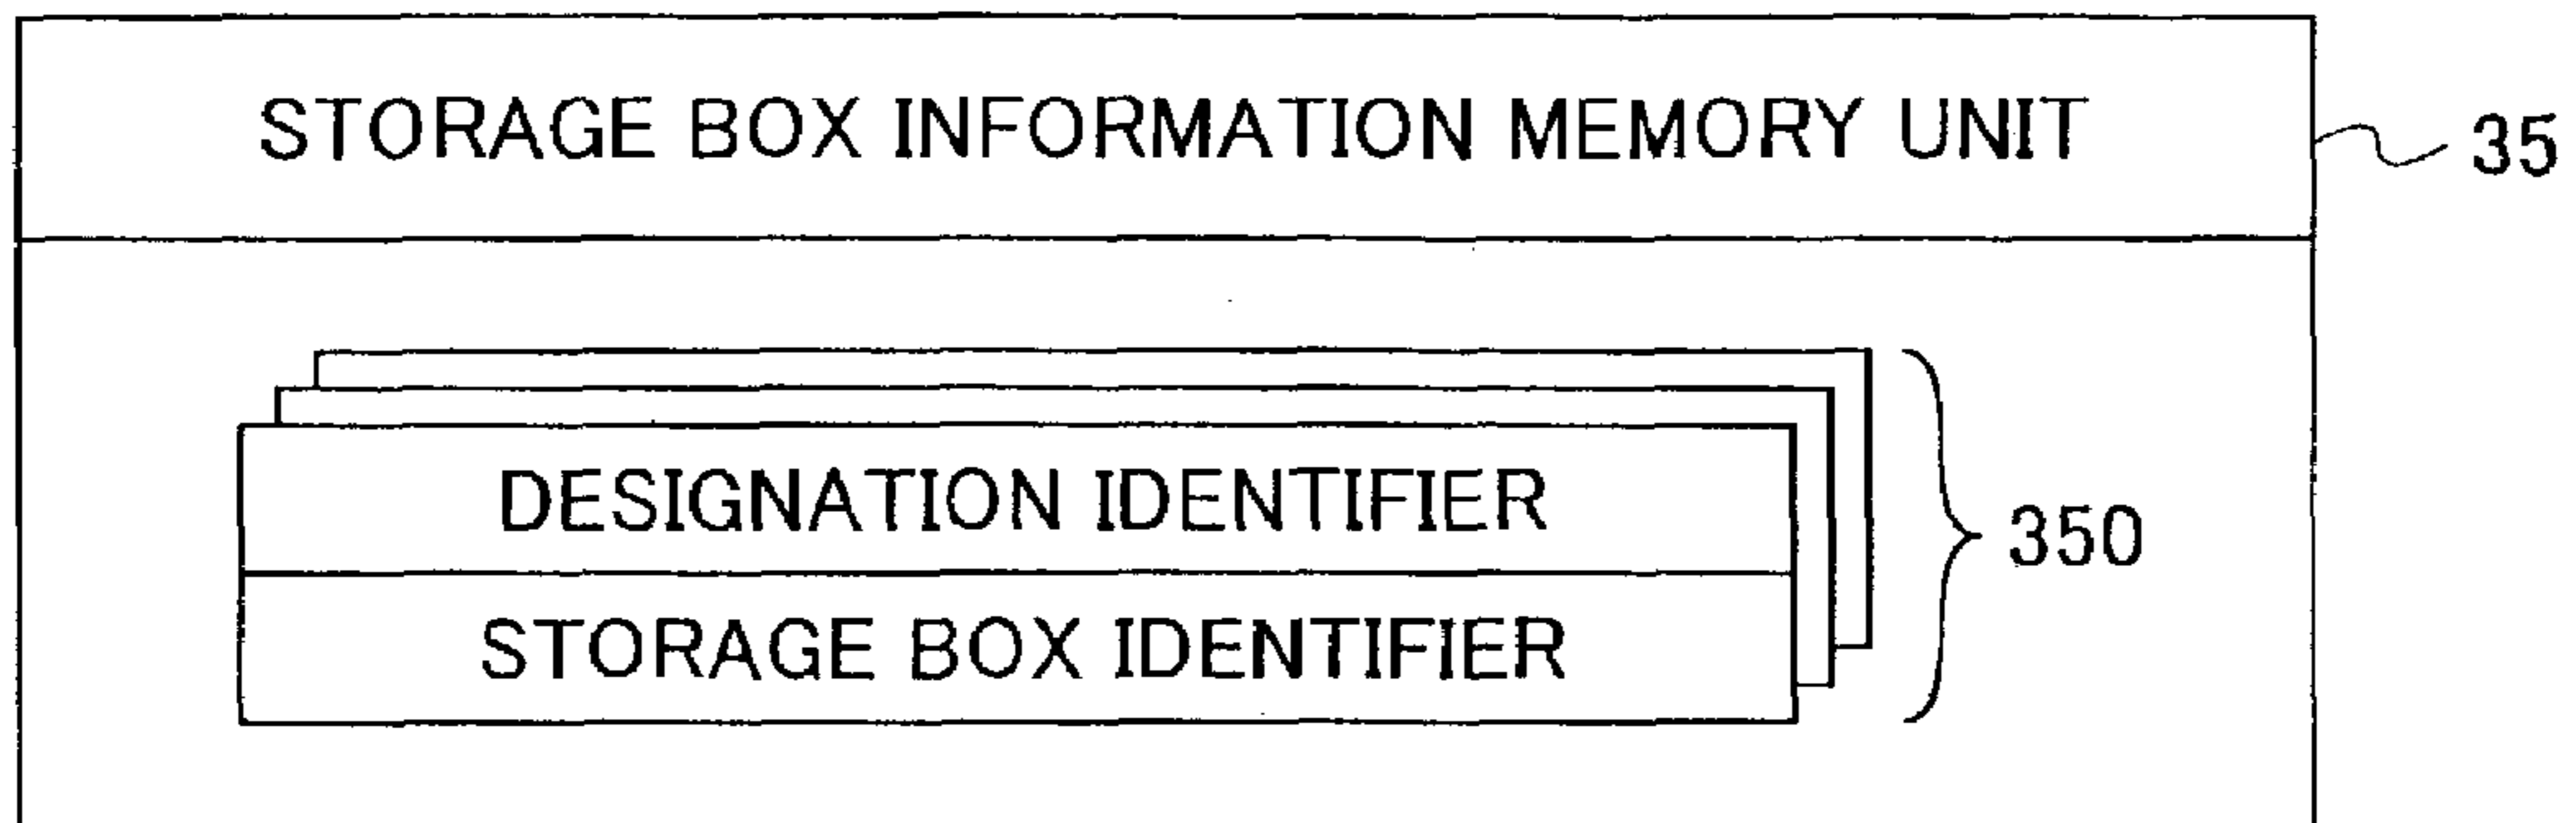 STORAGE BOX INFORMATION MEMORY UNIT
35
DESIGNATION IDENTIFIER
350
STORAGE BOX IDENTIFIER